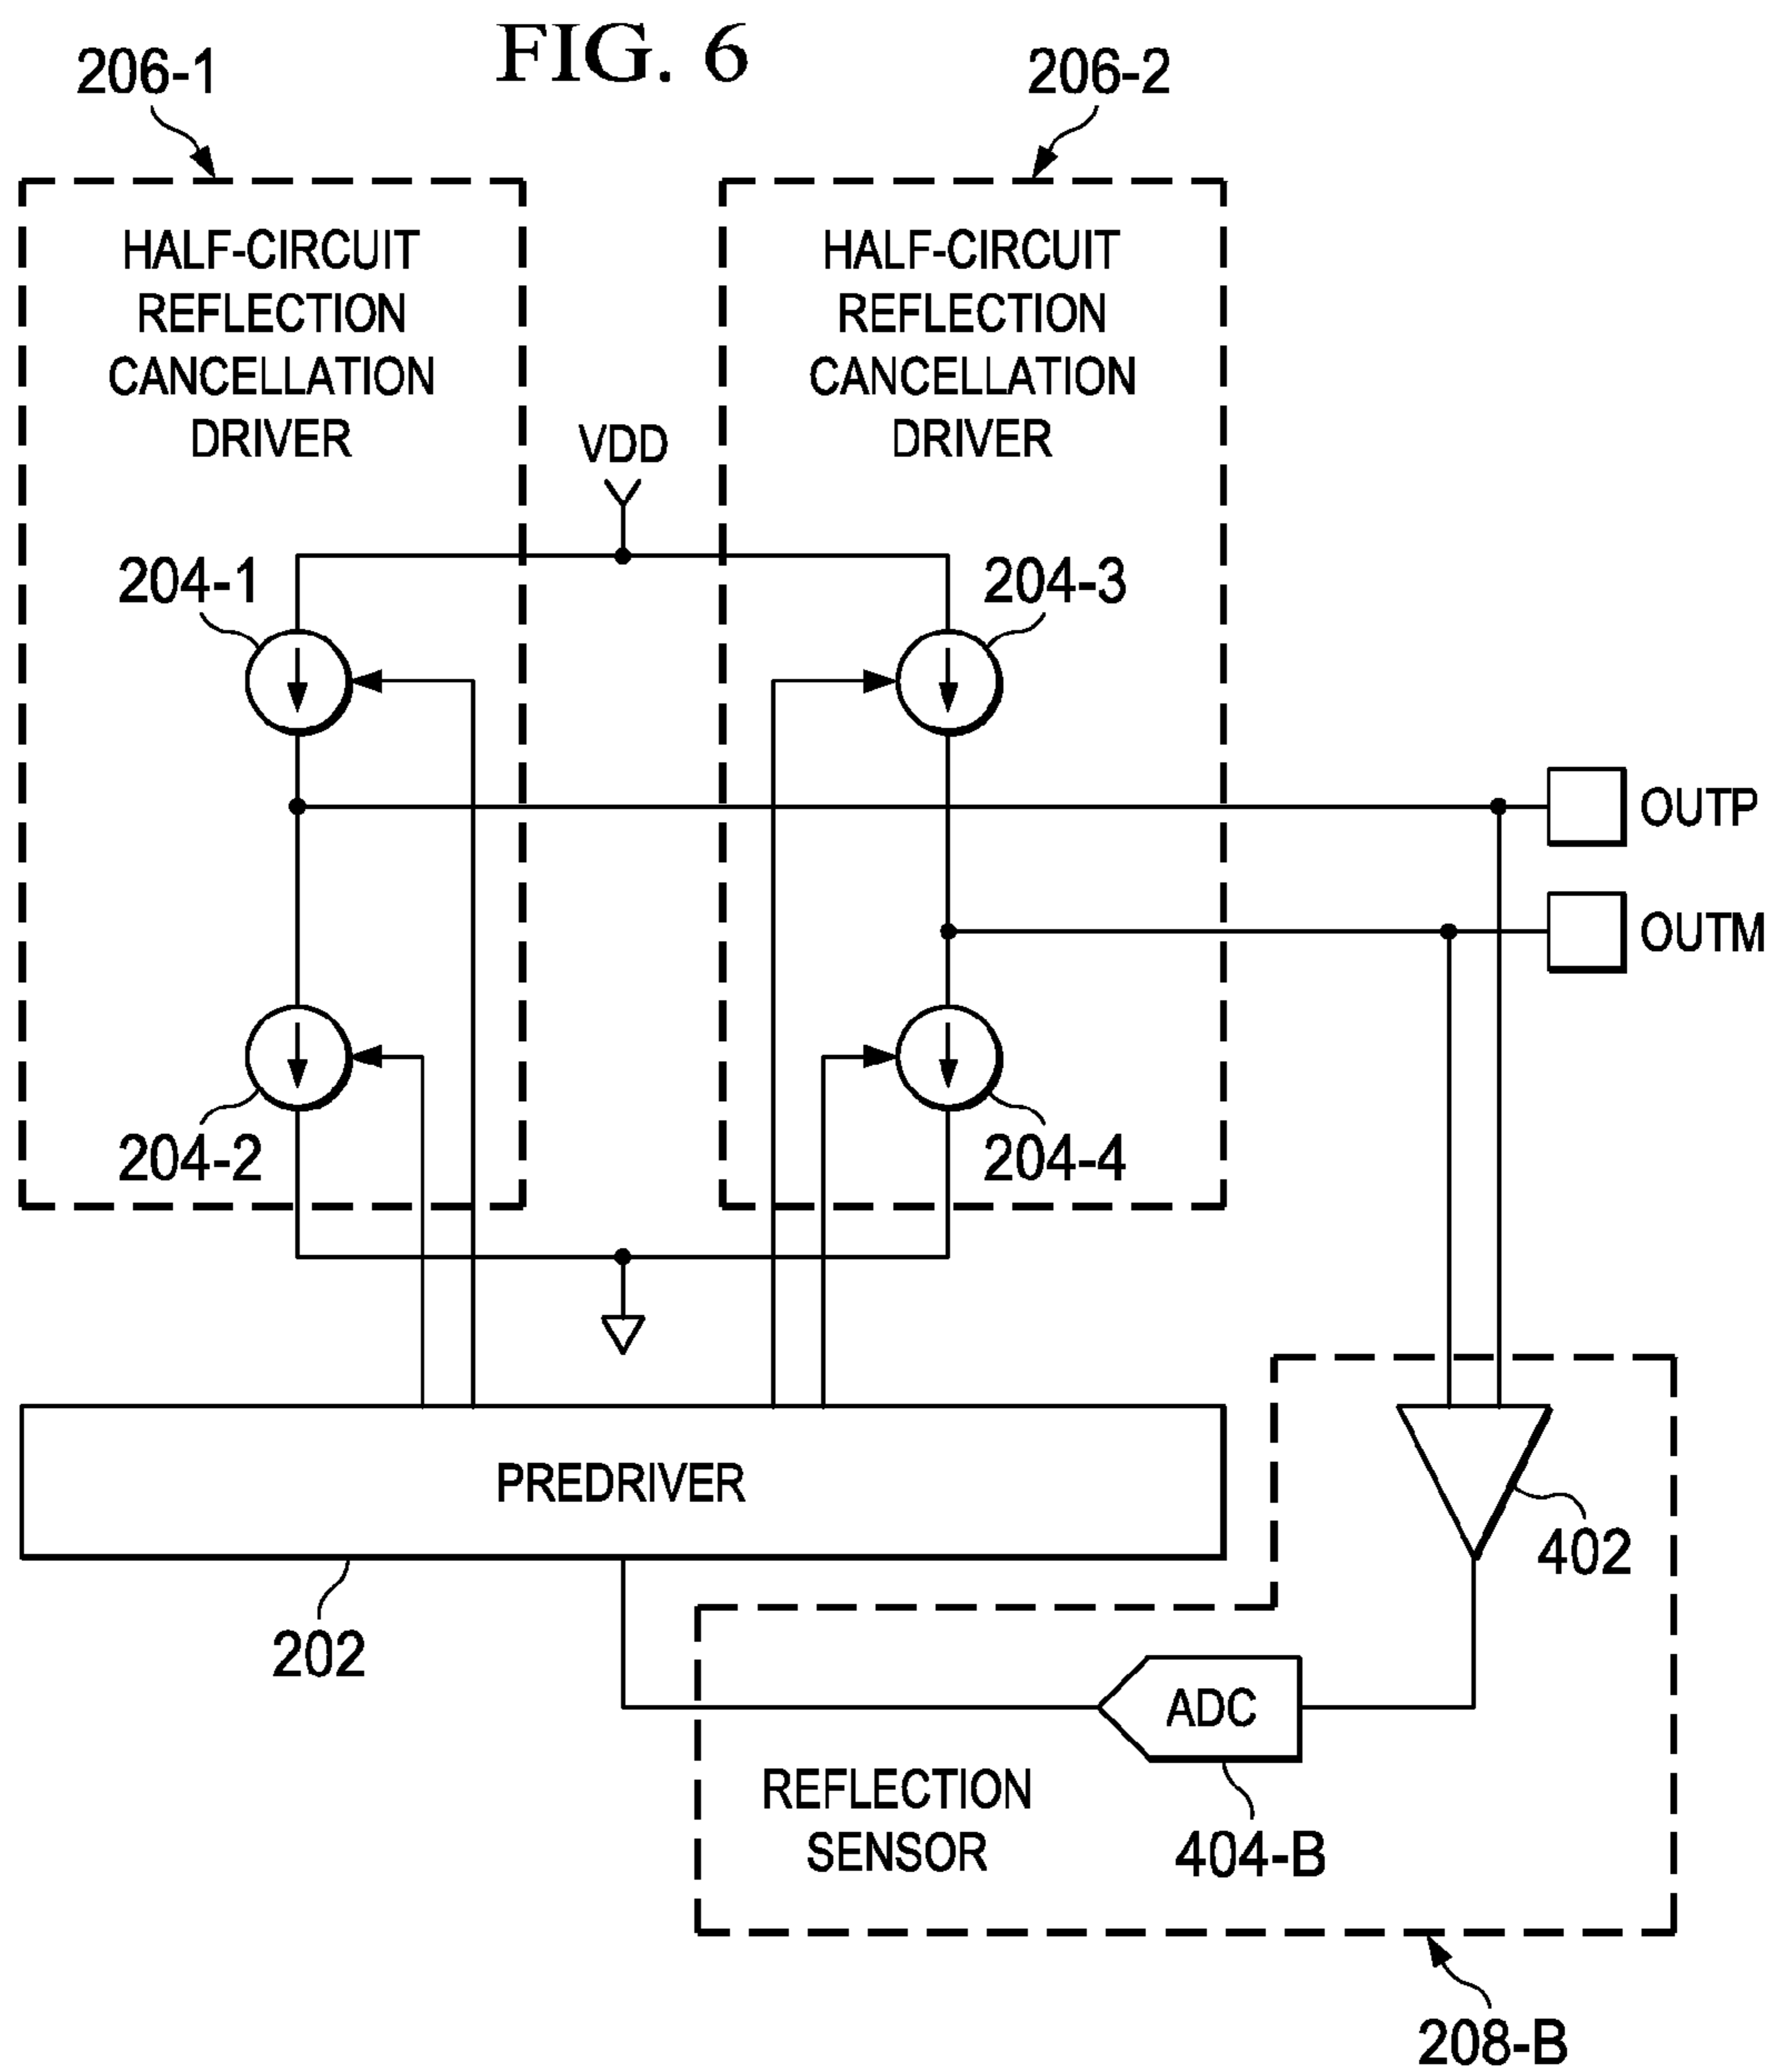 FIG. 6
206-1
206-2
HALF-CIRCUIT
REFLECTION
CANCELLATION
DRIVER
HALF-CIRCUIT
REFLECTION
CANCELLATION
DRIVER
VDD
204-1
204-3
OUTP
OUTM
204-2
204-4
PREDRIVER
402
202
ADC
REFLECTION
SENSOR
404-B
208-B